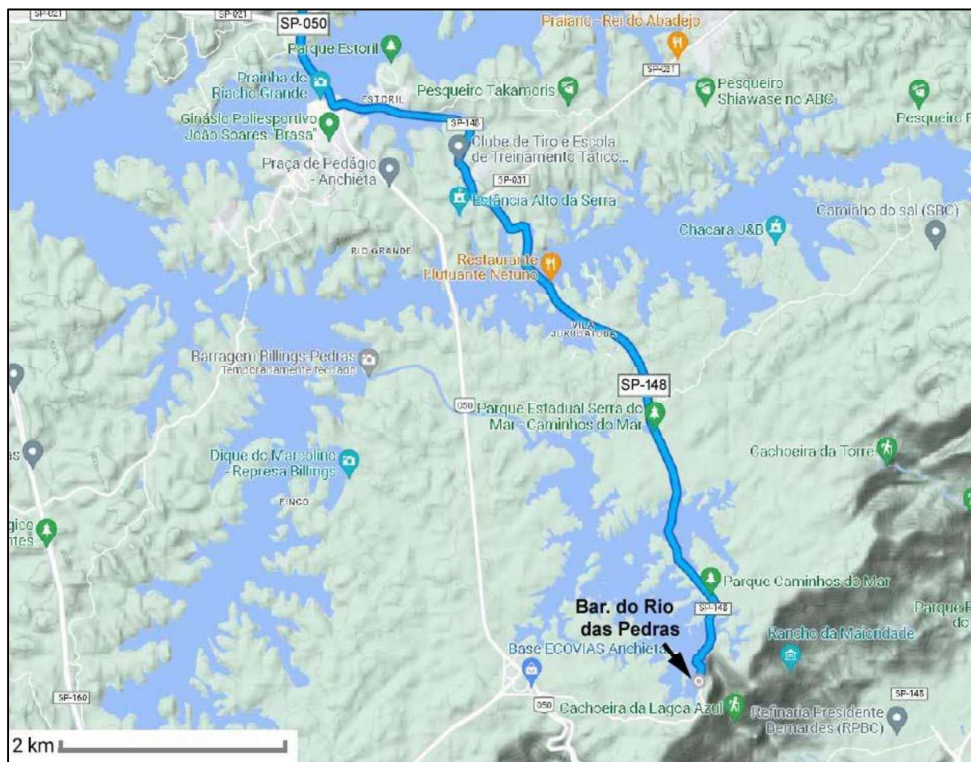 SP-021
SP-021
SP-050
Parque Estoril
Prainha do
Riacho Grande
ESTORIL
Ginásio Poliesportivo
João Soares "Brasa"
Praça de Pedágio
- Anchieta
Praiano - Rei do Abadejo
SP-031
Pesqueiro Takamoris
Pesqueiro
Shiawase no ABC
Pesqueiro
SP-148
Clube de Tiro e Escola
de Treinamento Tático...
SP-031
Estância Alto da Serra
Caminho do sal (SBC)
Chacara J&B
RIO GRANDE
Restaurante
Flutuante Netuno
VILA
Barragem Billings-Pedras
Temporariamente fechado
050
SP-148
Parque Estadual Serra do
Mar - Caminhos do Mar
Cachoeira da Torre
Dique do Marcolino
- Represa Billings
FINCO
Parque Caminhos do Mar
Bar. do Rio
das Pedras
SP-148
Rancho da Maioridade
Base ECOVIAS Anchieta
SP-160
050
Cachoeira da Lagoa Azul
SP-148
Refinaria Presidente
Bernardes (RPBC)
2 km